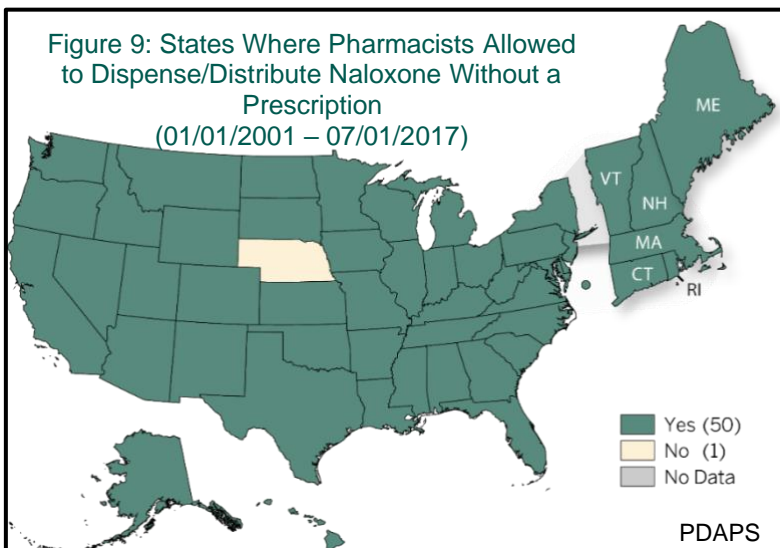 Figure 9: States Where Pharmacists Allowed
to Dispense/Distribute Naloxone Without a
Prescription
(01/01/2001 – 07/01/2017)
ME
VT
NH
MA
CT
RI
Yes (50)
No (1)
No Data
PDAPS